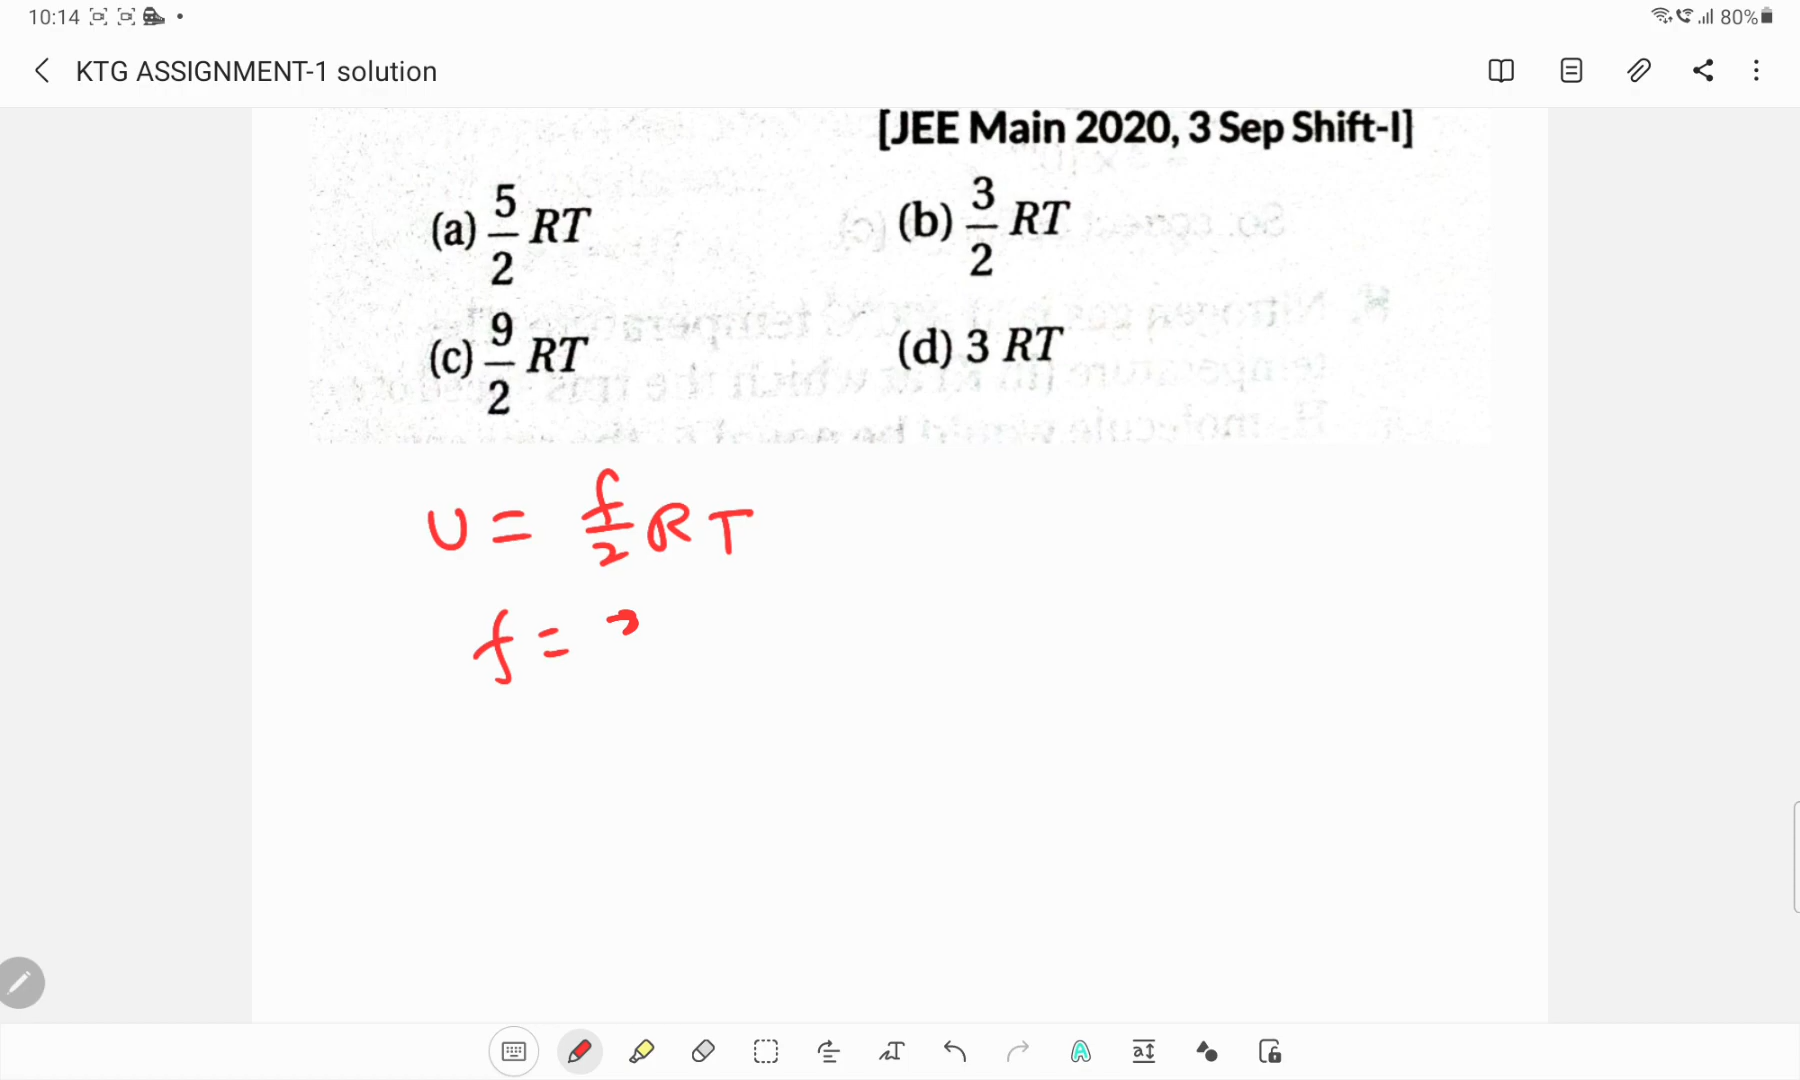 10:14 80%
KTG ASSIGNMENT-1 solution
[JEE Main 2020, 3 Sep Shift-I]
(a) 5/2 RT (b) 3/2 RT
(c) 9/2 RT (d) 3 RT
U = f/2 RT
f =